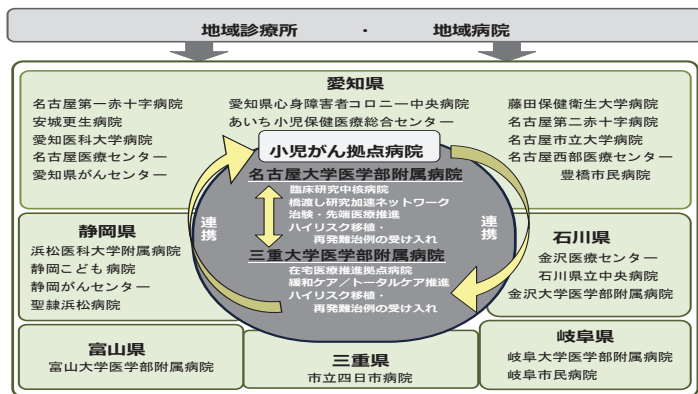 地域診療所 ・ 地域病院
愛知県
名古屋第一赤十字病院
安城更生病院
愛知医科大学病院
名古屋医療センター
愛知県がんセンター
愛知県心身障害者コロニー中央病院
あいち小児保健医療総合センター
藤田保健衛生大学病院
名古屋第二赤十字病院
名古屋市立大学病院
名古屋西部医療センター
豊橋市民病院
小児がん拠点病院
名古屋大学医学部附属病院
臨床研究中核病院
橋渡し研究加速ネットワーク
治験・先端医療推進
ハイリスク移植・
再発難治例の受け入れ
三重大学医学部附属病院
在宅医療推進拠点病院
緩和ケア／トータルケア推進
ハイリスク移植・
再発難治例の受け入れ
連携
連携
静岡県
浜松医科大学附属病院
静岡こども病院
静岡がんセンター
聖隷浜松病院
石川県
金沢医療センター
石川県立中央病院
金沢大学医学部附属病院
富山県
富山大学医学部附属病院
三重県
市立四日市病院
岐阜県
岐阜大学医学部附属病院
岐阜市民病院